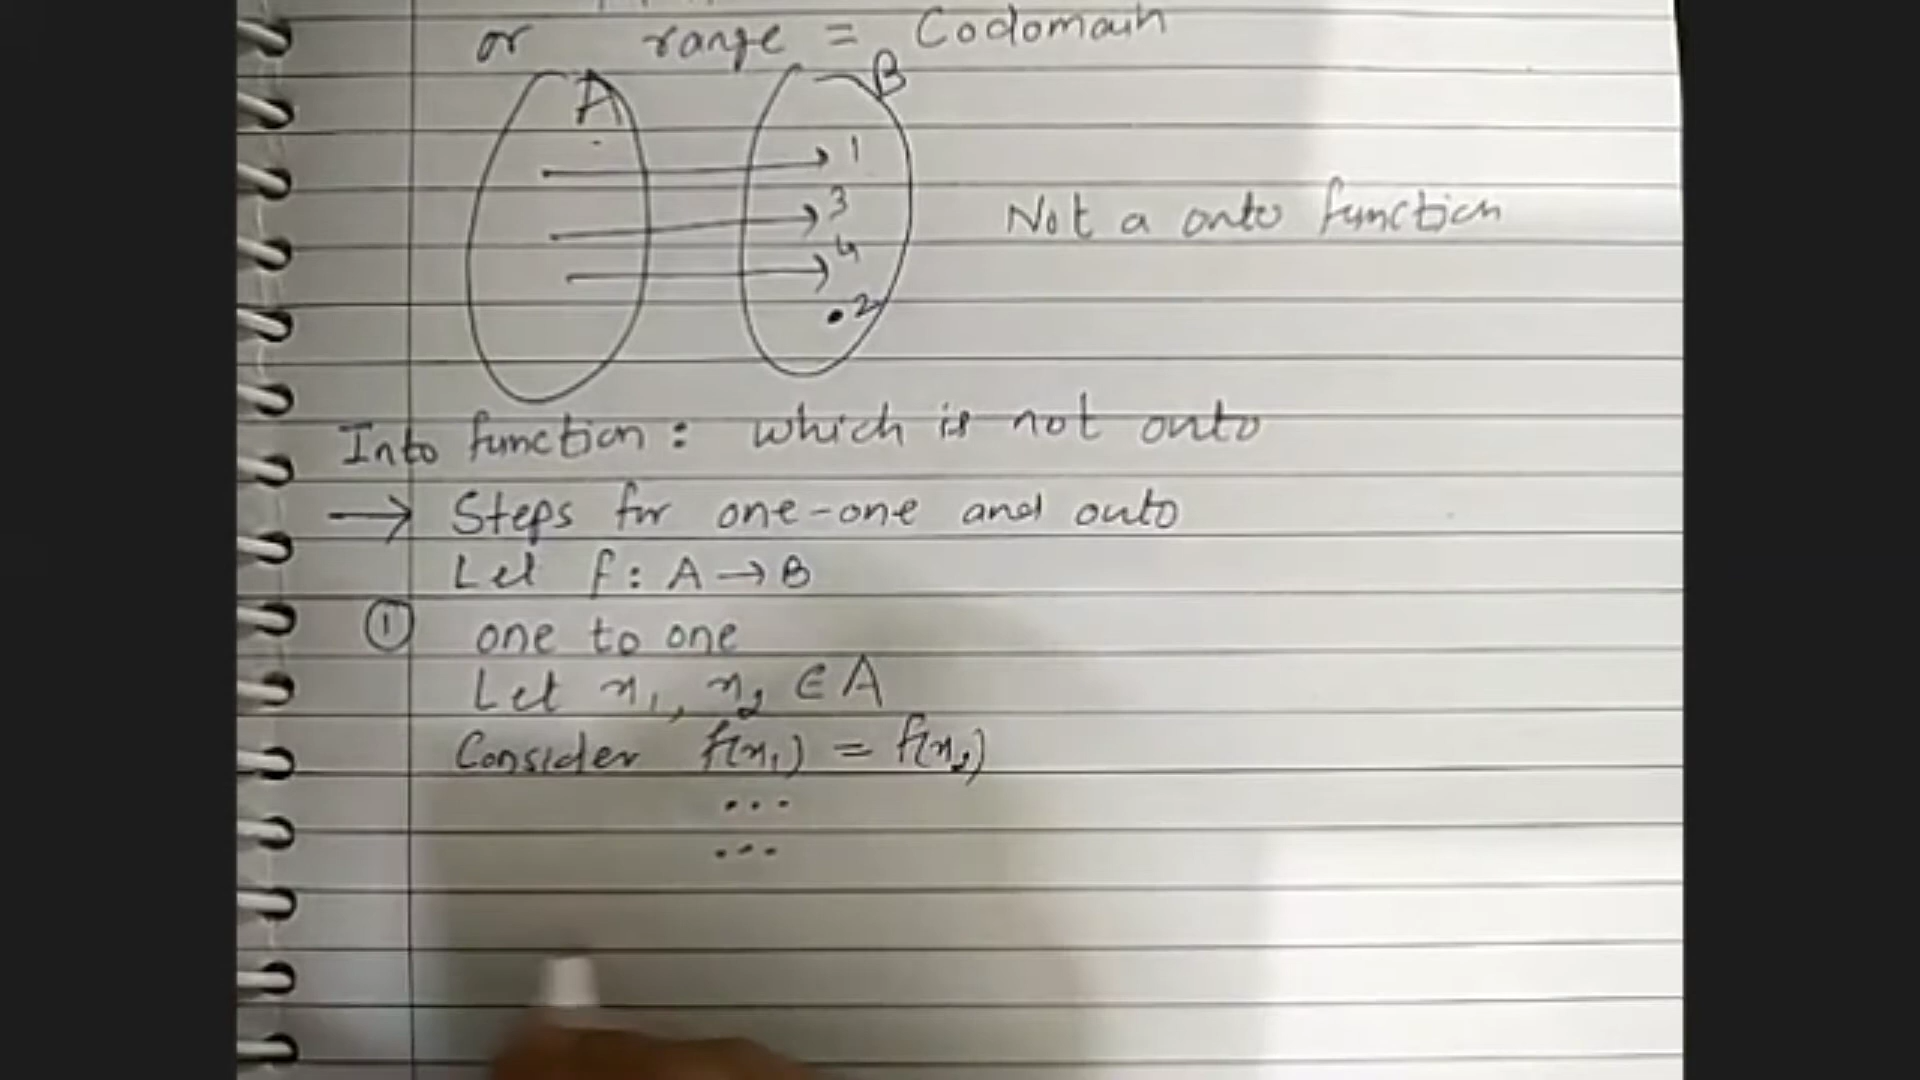 or range = Codomain
A
B
1
3
4
.2
Not a onto function
Into function: which is not onto
→ Steps for one-one and onto
Let f: A → B
① one to one
Let x₁, x₂ ∈ A
Consider f(x₁) = f(x₂)
...
...